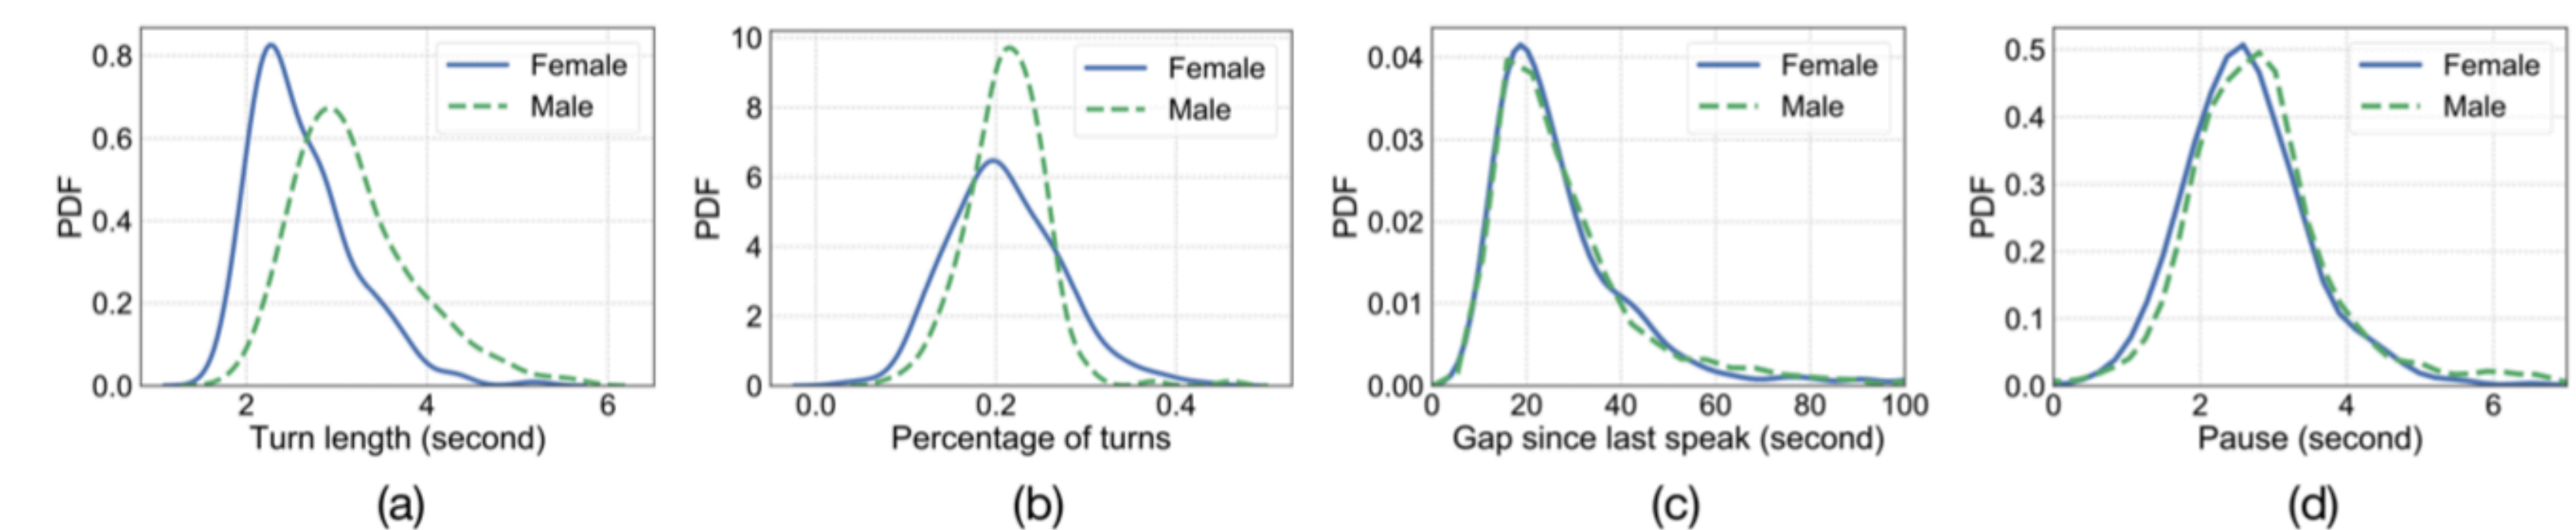 PDF
0.8
0.6
0.4
0.2
0.0
2 4 6
Turn length (second)
Female
Male
(a)
PDF
10
8
6
4
2
0
0.0 0.2 0.4
Percentage of turns
Female
Male
(b)
PDF
0.04
0.03
0.02
0.01
0.00
0 20 40 60 80 100
Gap since last speak (second)
Female
Male
(c)
PDF
0.5
0.4
0.3
0.2
0.1
0.0
0 2 4 6
Pause (second)
Female
Male
(d)